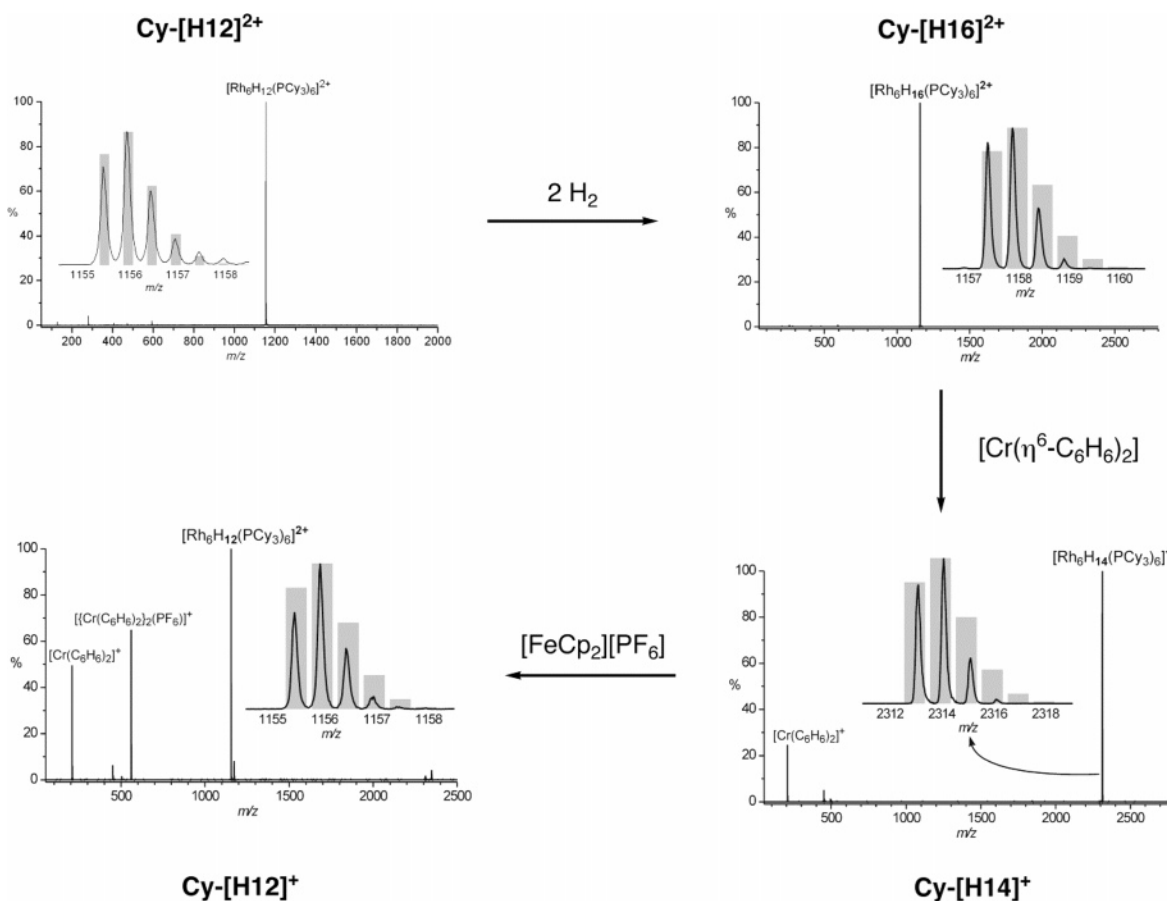 Cy-[H12]²⁺
[Rh₆H₁₂(PCy₃)₆]²⁺
100
80
60
%
40
20
0
1155 1156 1157 1158
m/z
200 400 600 800 1000 1200 1400 1600 1800 2000
m/z
2 H₂
Cy-[H16]²⁺
[Rh₆H₁₆(PCy₃)₆]²⁺
100
80
60
%
40
20
0
1157 1158 1159 1160
m/z
500 1000 1500 2000 2500
m/z
[Cr(η⁶-C₆H₆)₂]
[Rh₆H₁₄(PCy₃)₆]⁺
100
80
60
%
40
20
0
2312 2314 2316 2318
m/z
[Cr(C₆H₆)₂]⁺
500 1000 1500 2000 2500
m/z
Cy-[H14]⁺
[FeCp₂][PF₆]
[Rh₆H₁₂(PCy₃)₆]²⁺
[{Cr(C₆H₆)₂}₂(PF₆)]⁺
[Cr(C₆H₆)₂]⁺
100
80
60
%
40
20
0
1155 1156 1157 1158
m/z
500 1000 1500 2000 2500
m/z
Cy-[H12]⁺